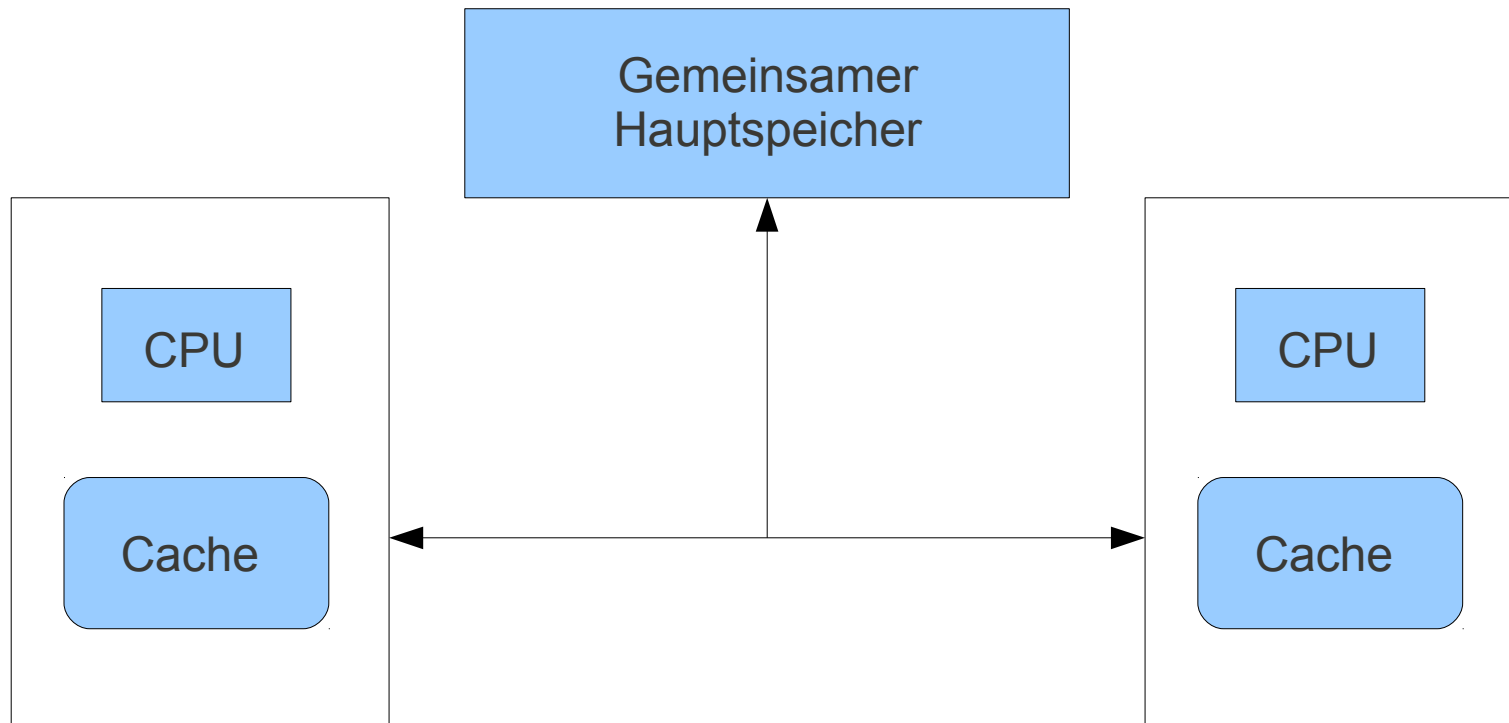 Gemeinsamer
Hauptspeicher
CPU
Cache
CPU
Cache